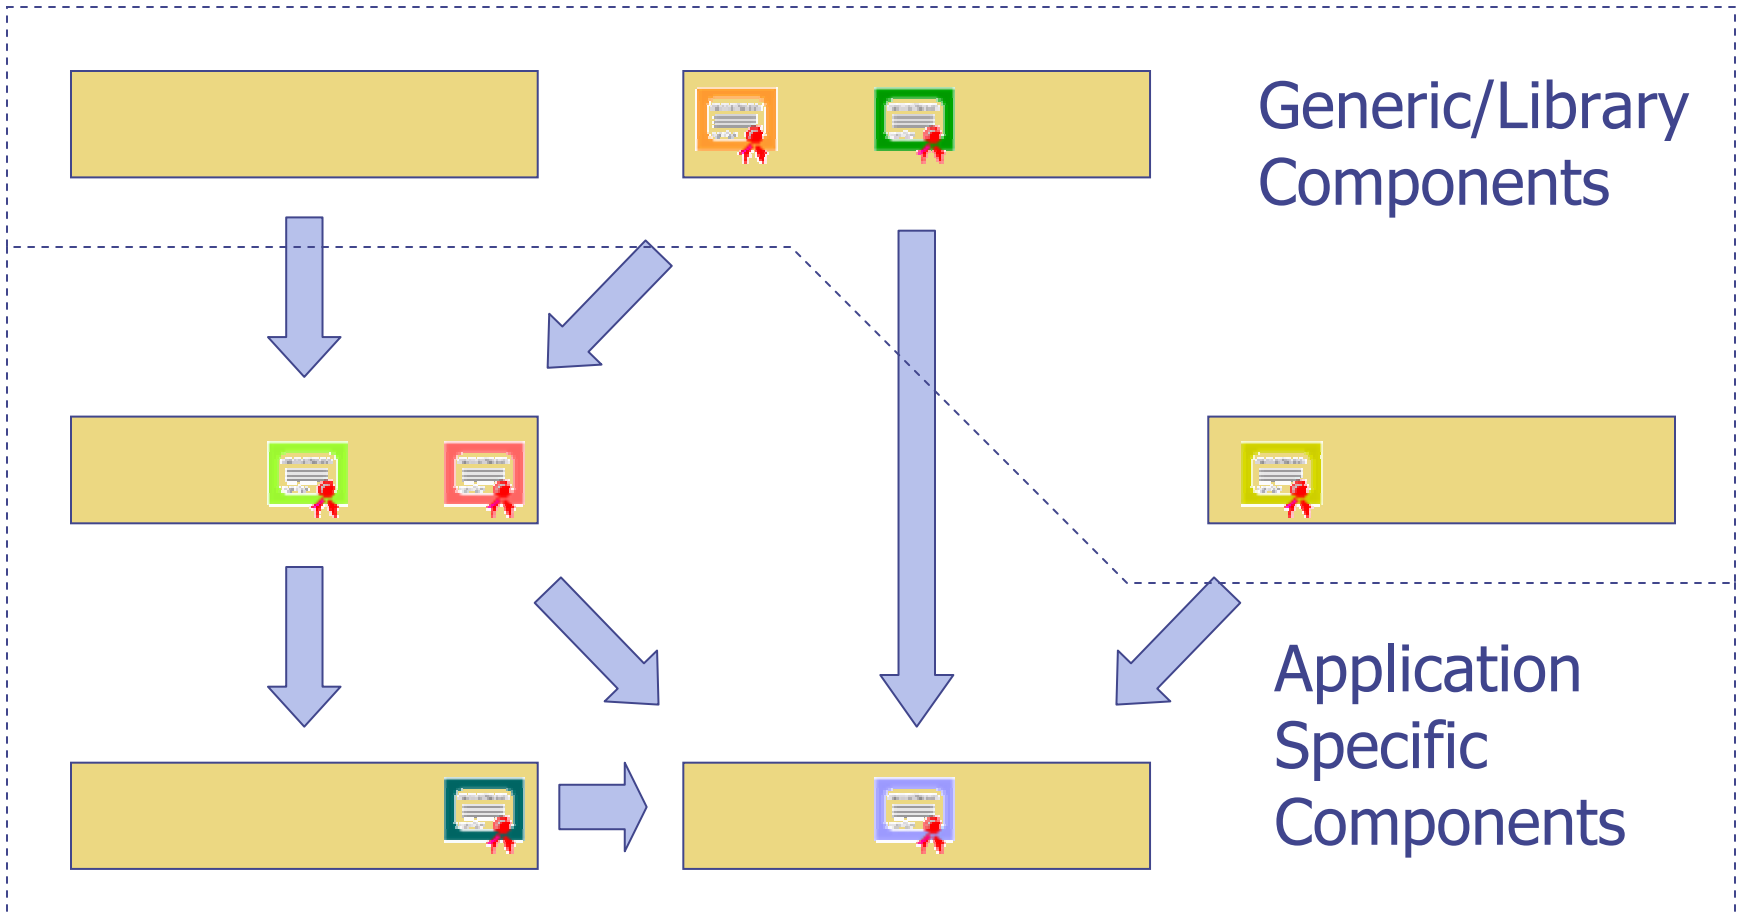 Generic/Library
Components
Application
Specific
Components